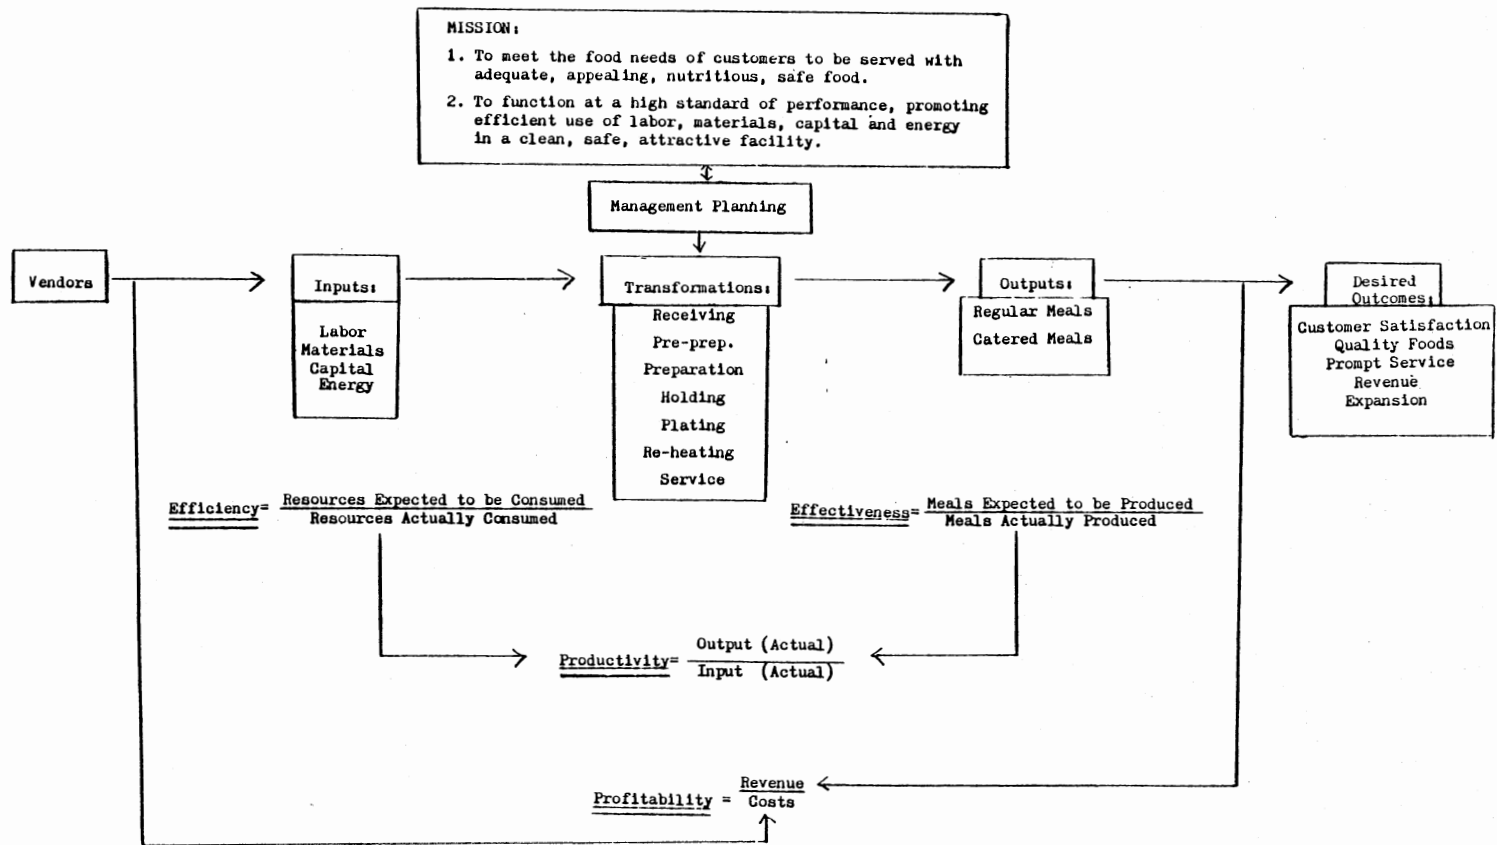 MISSION:
1. To meet the food needs of customers to be served with
adequate, appealing, nutritious, safe food.
2. To function at a high standard of performance, promoting
efficient use of labor, materials, capital and energy
in a clean, safe, attractive facility.
Management Planning
Vendors
Inputs:
Labor
Materials
Capital
Energy
Transformations:
Receiving
Pre-prep.
Preparation
Holding
Plating
Re-heating
Service
Outputs:
Regular Meals
Catered Meals
Desired
Outcomes:
Customer Satisfaction
Quality Foods
Prompt Service
Revenue
Expansion
Efficiency= Resources Expected to be Consumed
Resources Actually Consumed
Effectiveness= Meals Expected to be Produced
Meals Actually Produced
Productivity= Output (Actual)
Input (Actual)
Profitability = Revenue
Costs